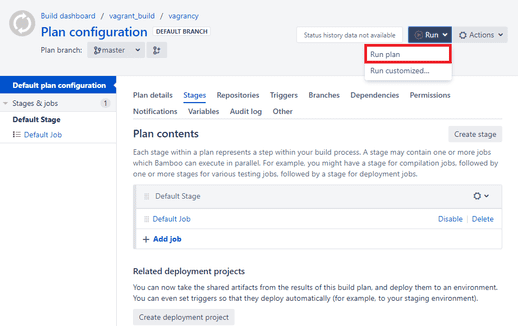 Build dashboard / vagrant_build / vagrancy
Plan configuration DEFAULT BRANCH
Status history data not available
Run
Actions
Plan branch: master
Run plan
Run customized...
Default plan configuration
Stages & jobs 1
Default Stage
Default Job
Plan details Stages Repositories Triggers Branches Dependencies Permissions
Notifications Variables Audit log Other
Plan contents
Create stage
Each stage within a plan represents a step within your build process. A stage may contain one or more jobs
which Bamboo can execute in parallel. For example, you might have a stage for compilation jobs, followed by
one or more stages for various testing jobs, followed by a stage for deployment jobs.
Default Stage
Default Job Disable Delete
+ Add job
Related deployment projects
You can now take the shared artifacts from the results of this build plan, and deploy them to an environment.
You can even set triggers so that they deploy automatically (for example, to your staging environment).
Create deployment project